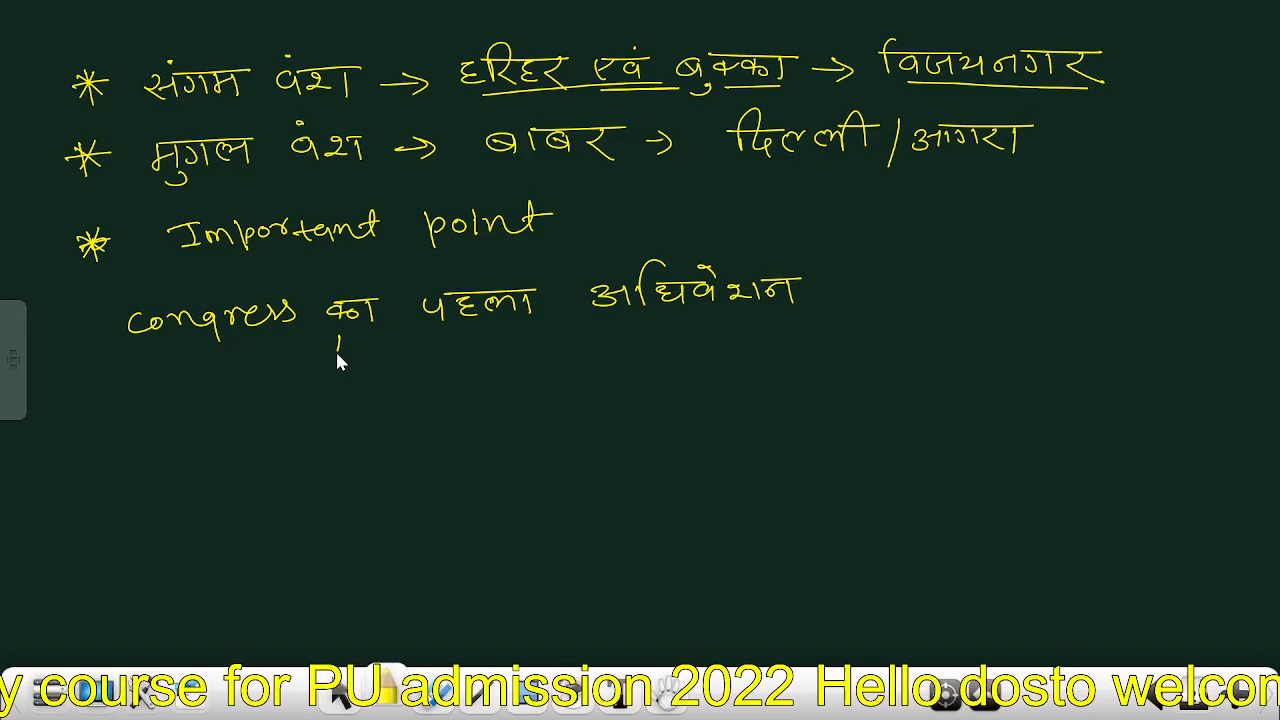 * संगम वंश → हरिहर एवं बुक्का → विजयनगर
* मुगल वंश → बाबर → दिल्ली/आगरा
* Important point
Congress का पहला अधिवेशन
y course for PU admission 2022 Hello dosto welcon